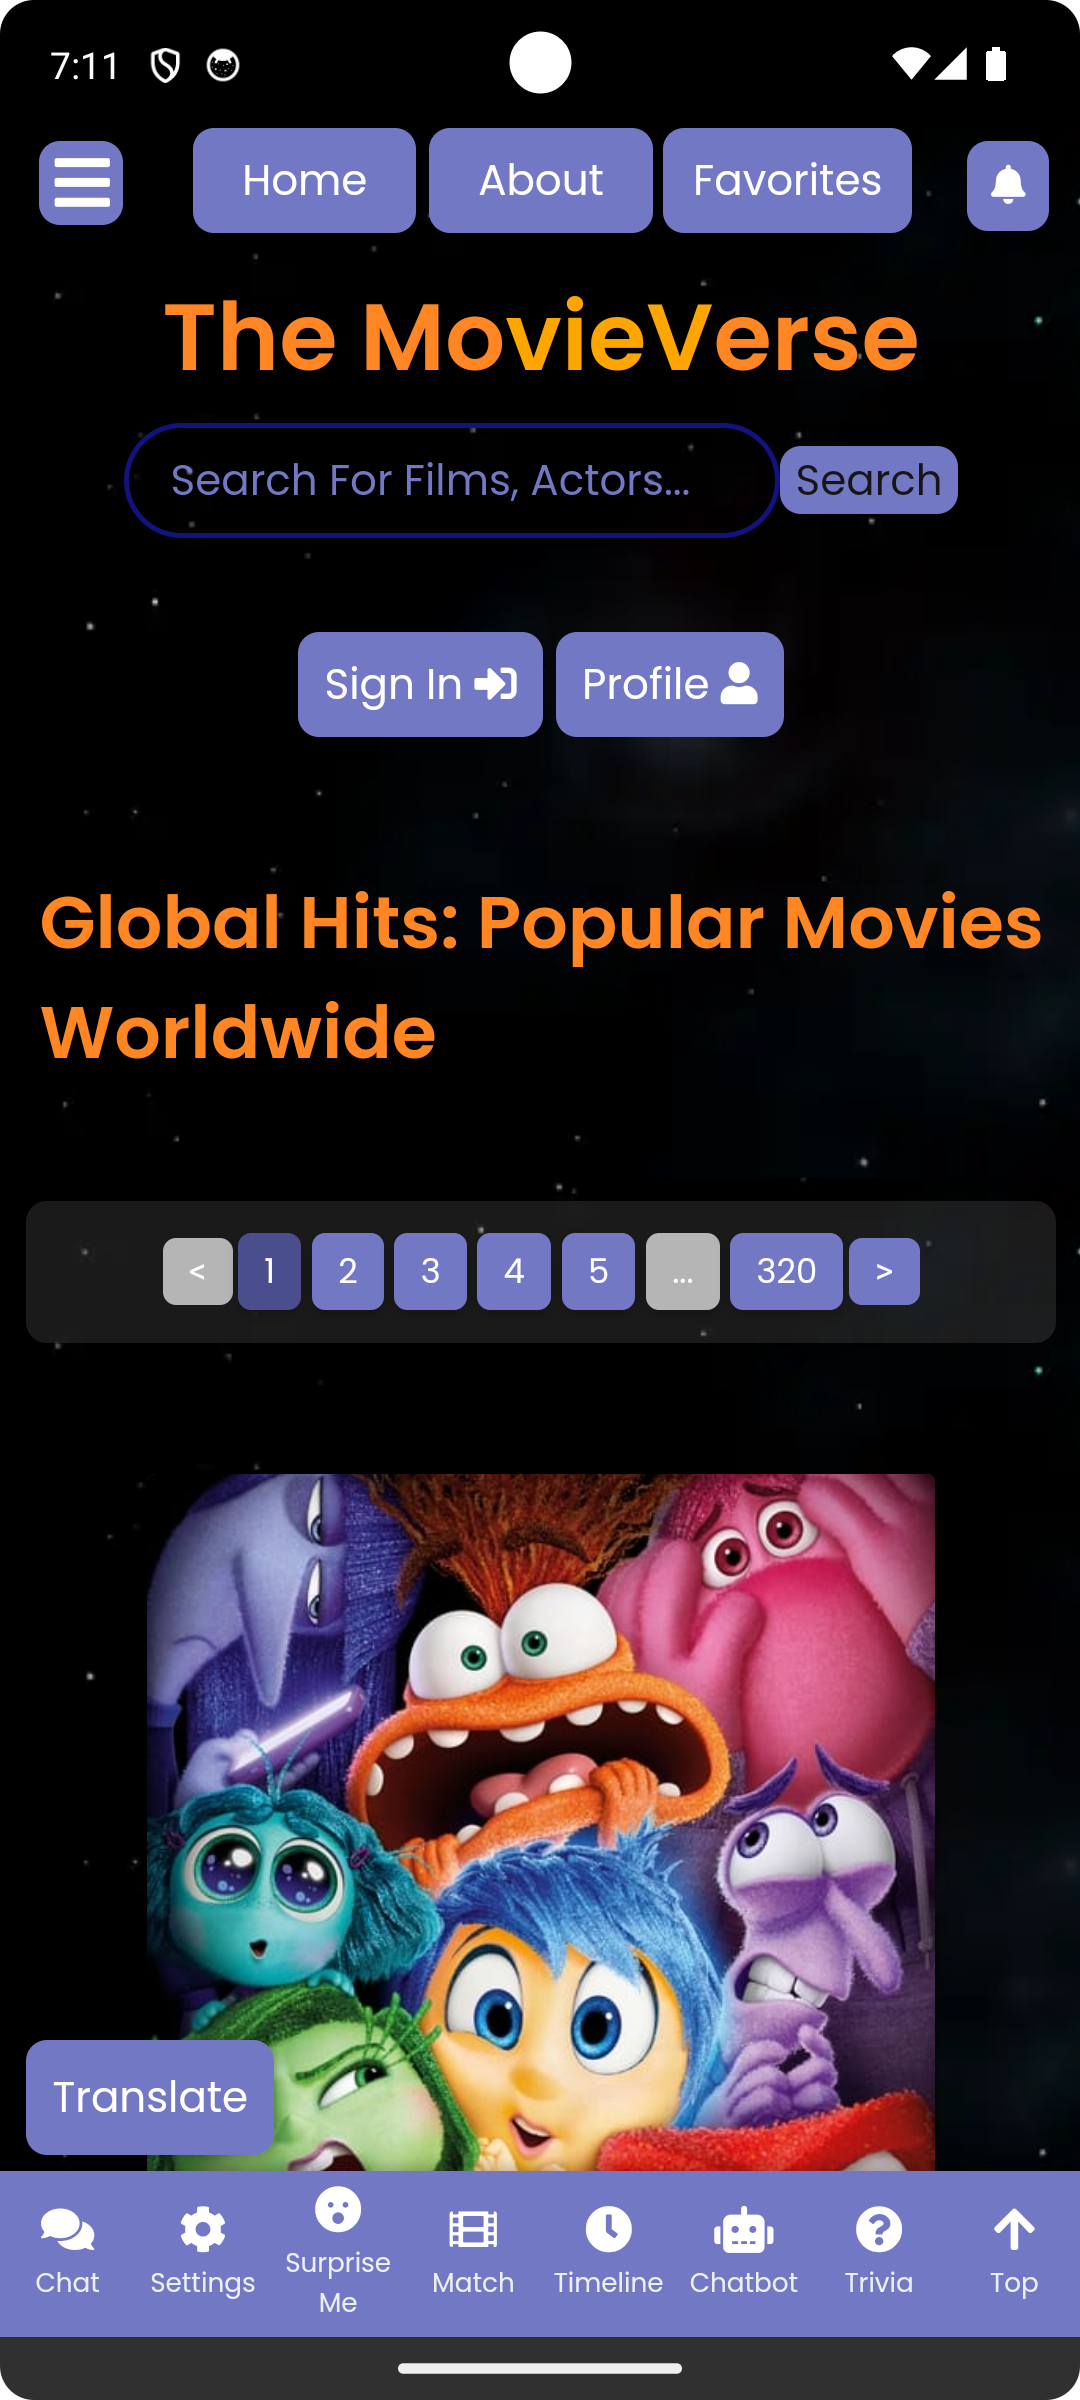 7:11
Home About Favorites
The MovieVerse
Search For Films, Actors... Search
Sign In Profile
Global Hits: Popular Movies
Worldwide
< 1 2 3 4 5 ... 320 >
Translate
Chat Settings Surprise Me Match Timeline Chatbot Trivia Top